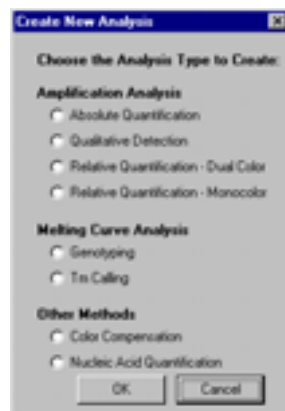 Create New Analysis
Choose the Analysis Type to Create:
Amplification Analysis
Absolute Quantification
Qualitative Detection
Relative Quantification - Dual Color
Relative Quantification - Monocolor
Melting Curve Analysis
Genotyping
Tm Calling
Other Methods
Color Compensation
Nucleic Acid Quantification
OK
Cancel